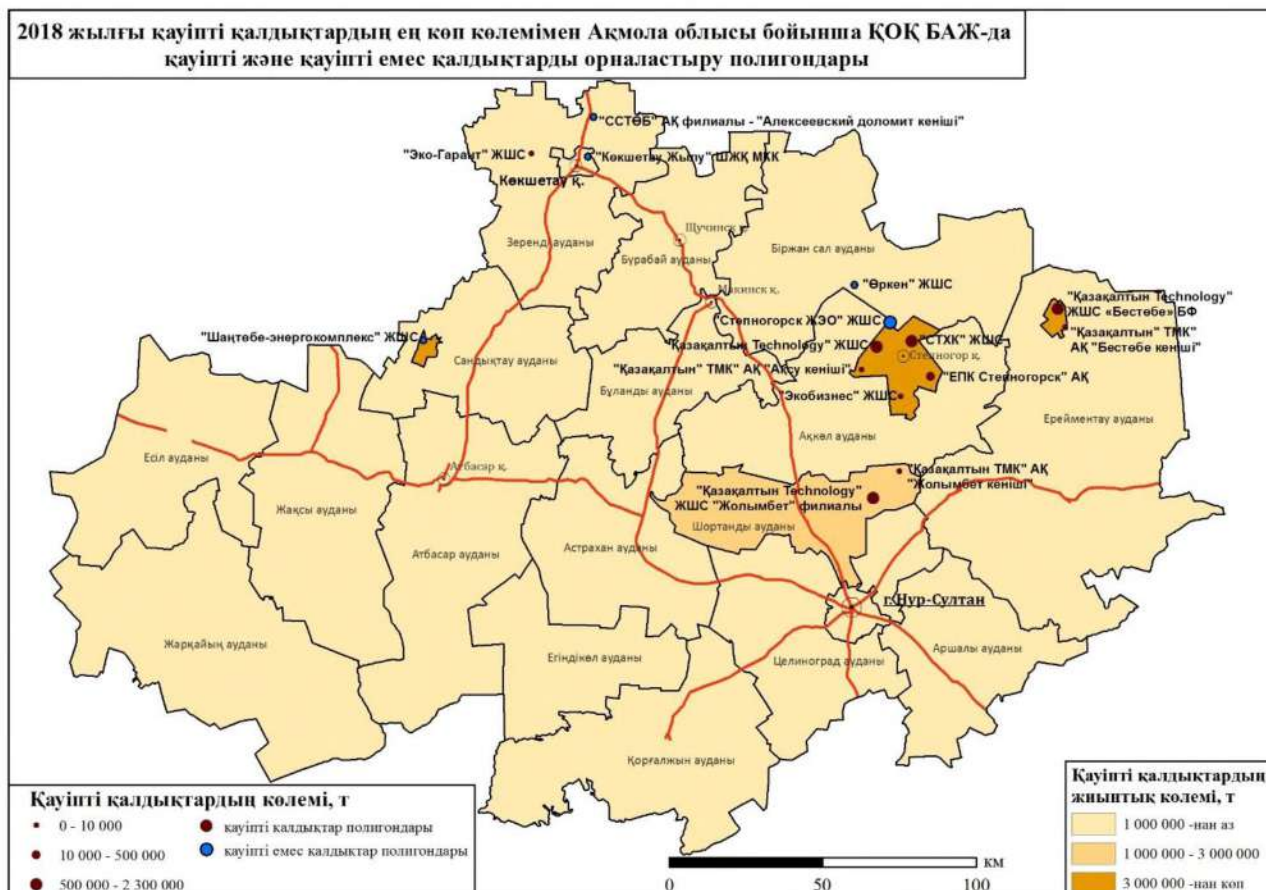 2018 жылғы қауіпті қалдықтардың ең көп көлемімен Ақмола облысы бойынша ҚОҚ БАЖ-да
қауіпті және қауіпті емес қалдықтарды орналастыру полигондары
"ССТӨБ" АҚ филиалы - "Алексеевский доломит кеніші"
"Эко-Гарант" ЖШС
"Көкшетау Жылу" ШЖҚ МКК
Көкшетау қ.
Щучинск қ.
Зеренді ауданы
Бурабай ауданы
Біржан сал ауданы
"Өркен" ЖШС
Макинск қ.
"Қазақалтын Technology"
ЖШС «Бестөбе» БФ
"Степногорск ЖЭО" ЖШС
"Шаңтөбе-энергокомплекс" ЖШС
"Қазақалтын" ТМК"
АҚ "Бестөбе кеніші"
"СТХК" ЖШС
Қазақалтын Technology" ЖШС
Степногор қ.
Сандықтау ауданы
"Қазақалтын" ТМК" АҚ "Ақсу кеніші"
"ЕПК Степногорск" АҚ
Бұланды ауданы
"Экобизнес" ЖШС
Ерейментау ауданы
Ақкөл ауданы
Есіл ауданы
Атбасар қ.
"Қазақалтын ТМК" АҚ
"Жолымбет кеніші"
"Қазақалтын Technology"
ЖШС "Жолымбет" филиалы
Жақсы ауданы
Шортанды ауданы
Атбасар ауданы
Астрахан ауданы
г.Нур-Султан
Жарқайың ауданы
Егіндікөл ауданы
Целиноград ауданы
Аршалы ауданы
Қорғалжын ауданы
Қауіпті қалдықтардың көлемі, т
0 - 10 000
10 000 - 500 000
500 000 - 2 300 000
қауіпті қалдықтар полигондары
қауіпті емес қалдықтар полигондары
км
0 50 100
Қауіпті қалдықтардың
жиынтық көлемі, т
1 000 000 -нан аз
1 000 000 - 3 000 000
3 000 000 -нан көп